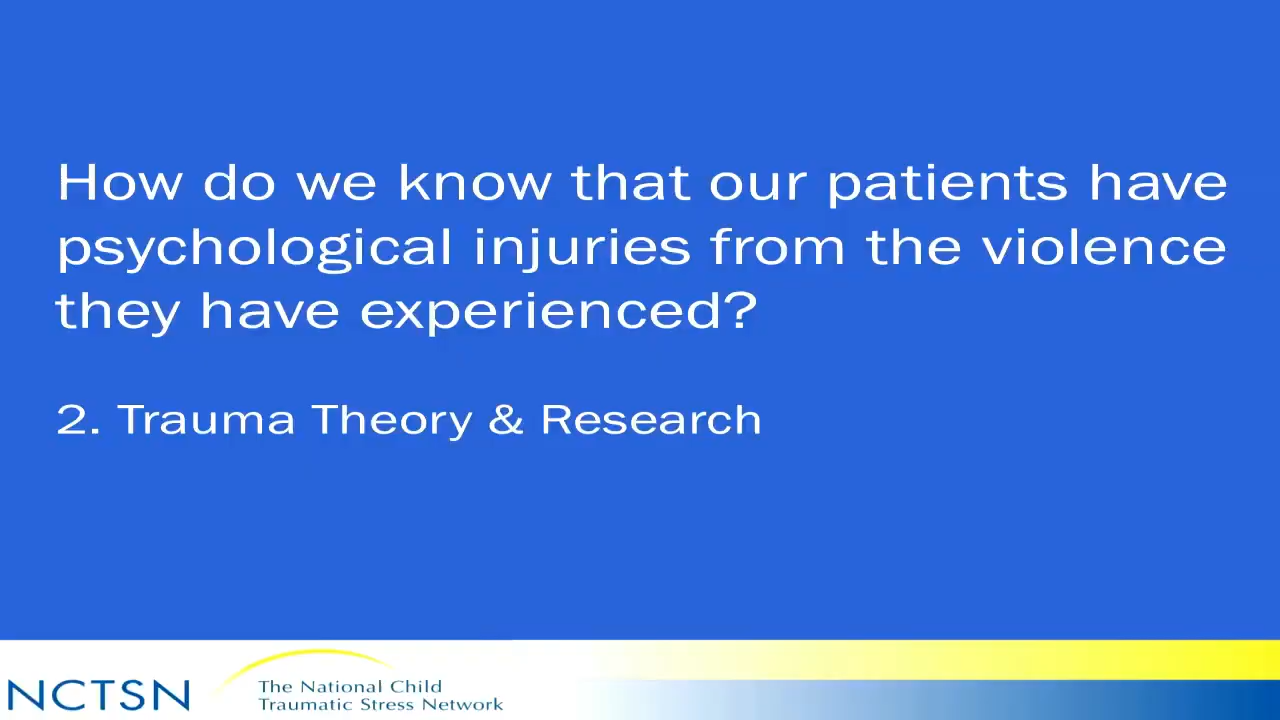 How do we know that our patients have
psychological injuries from the violence
they have experienced?
2. Trauma Theory & Research
NCTSN
The National Child
Traumatic Stress Network